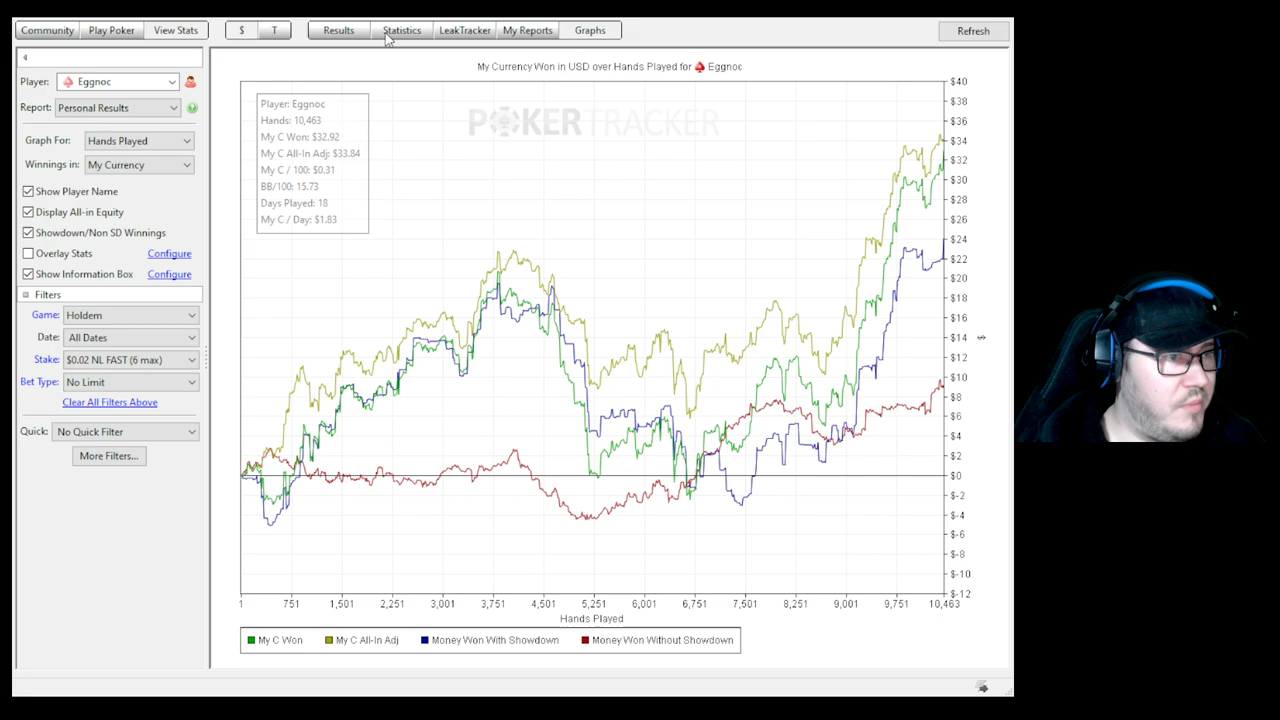 Community Play Poker View Stats $ T Results Statistics LeakTracker My Reports Graphs Refresh
Player: Eggnoc
Report: Personal Results
Graph For: Hands Played
Winnings in: My Currency
Show Player Name
Display All-in Equity
Showdown/Non SD Winnings
Overlay Stats Configure
Show Information Box Configure
Filters
Game: Holdem
Date: All Dates
Stake: $0.02 NL FAST (6 max)
Bet Type: No Limit
Clear All Filters Above
Quick: No Quick Filter
More Filters...
My Currency Won in USD over Hands Played for Eggnoc
POKERTRACKER
Player: Eggnoc
Hands: 10,463
My C Won: $32.92
My C All-In Adj: $33.84
My C / 100: $0.31
BB/100: 15.73
Days Played: 18
My C / Day: $1.83
$40
$38
$36
$34
$32
$30
$28
$26
$24
$22
$20
$18
$16
$14
$12
$10
$8
$6
$4
$2
$0
$-2
$-4
$-6
$-8
$-10
$-12
$
1 751 1,501 2,251 3,001 3,751 4,501 5,251 6,001 6,751 7,501 8,251 9,001 9,751 10,463
Hands Played
My C Won My C All-In Adj Money Won With Showdown Money Won Without Showdown